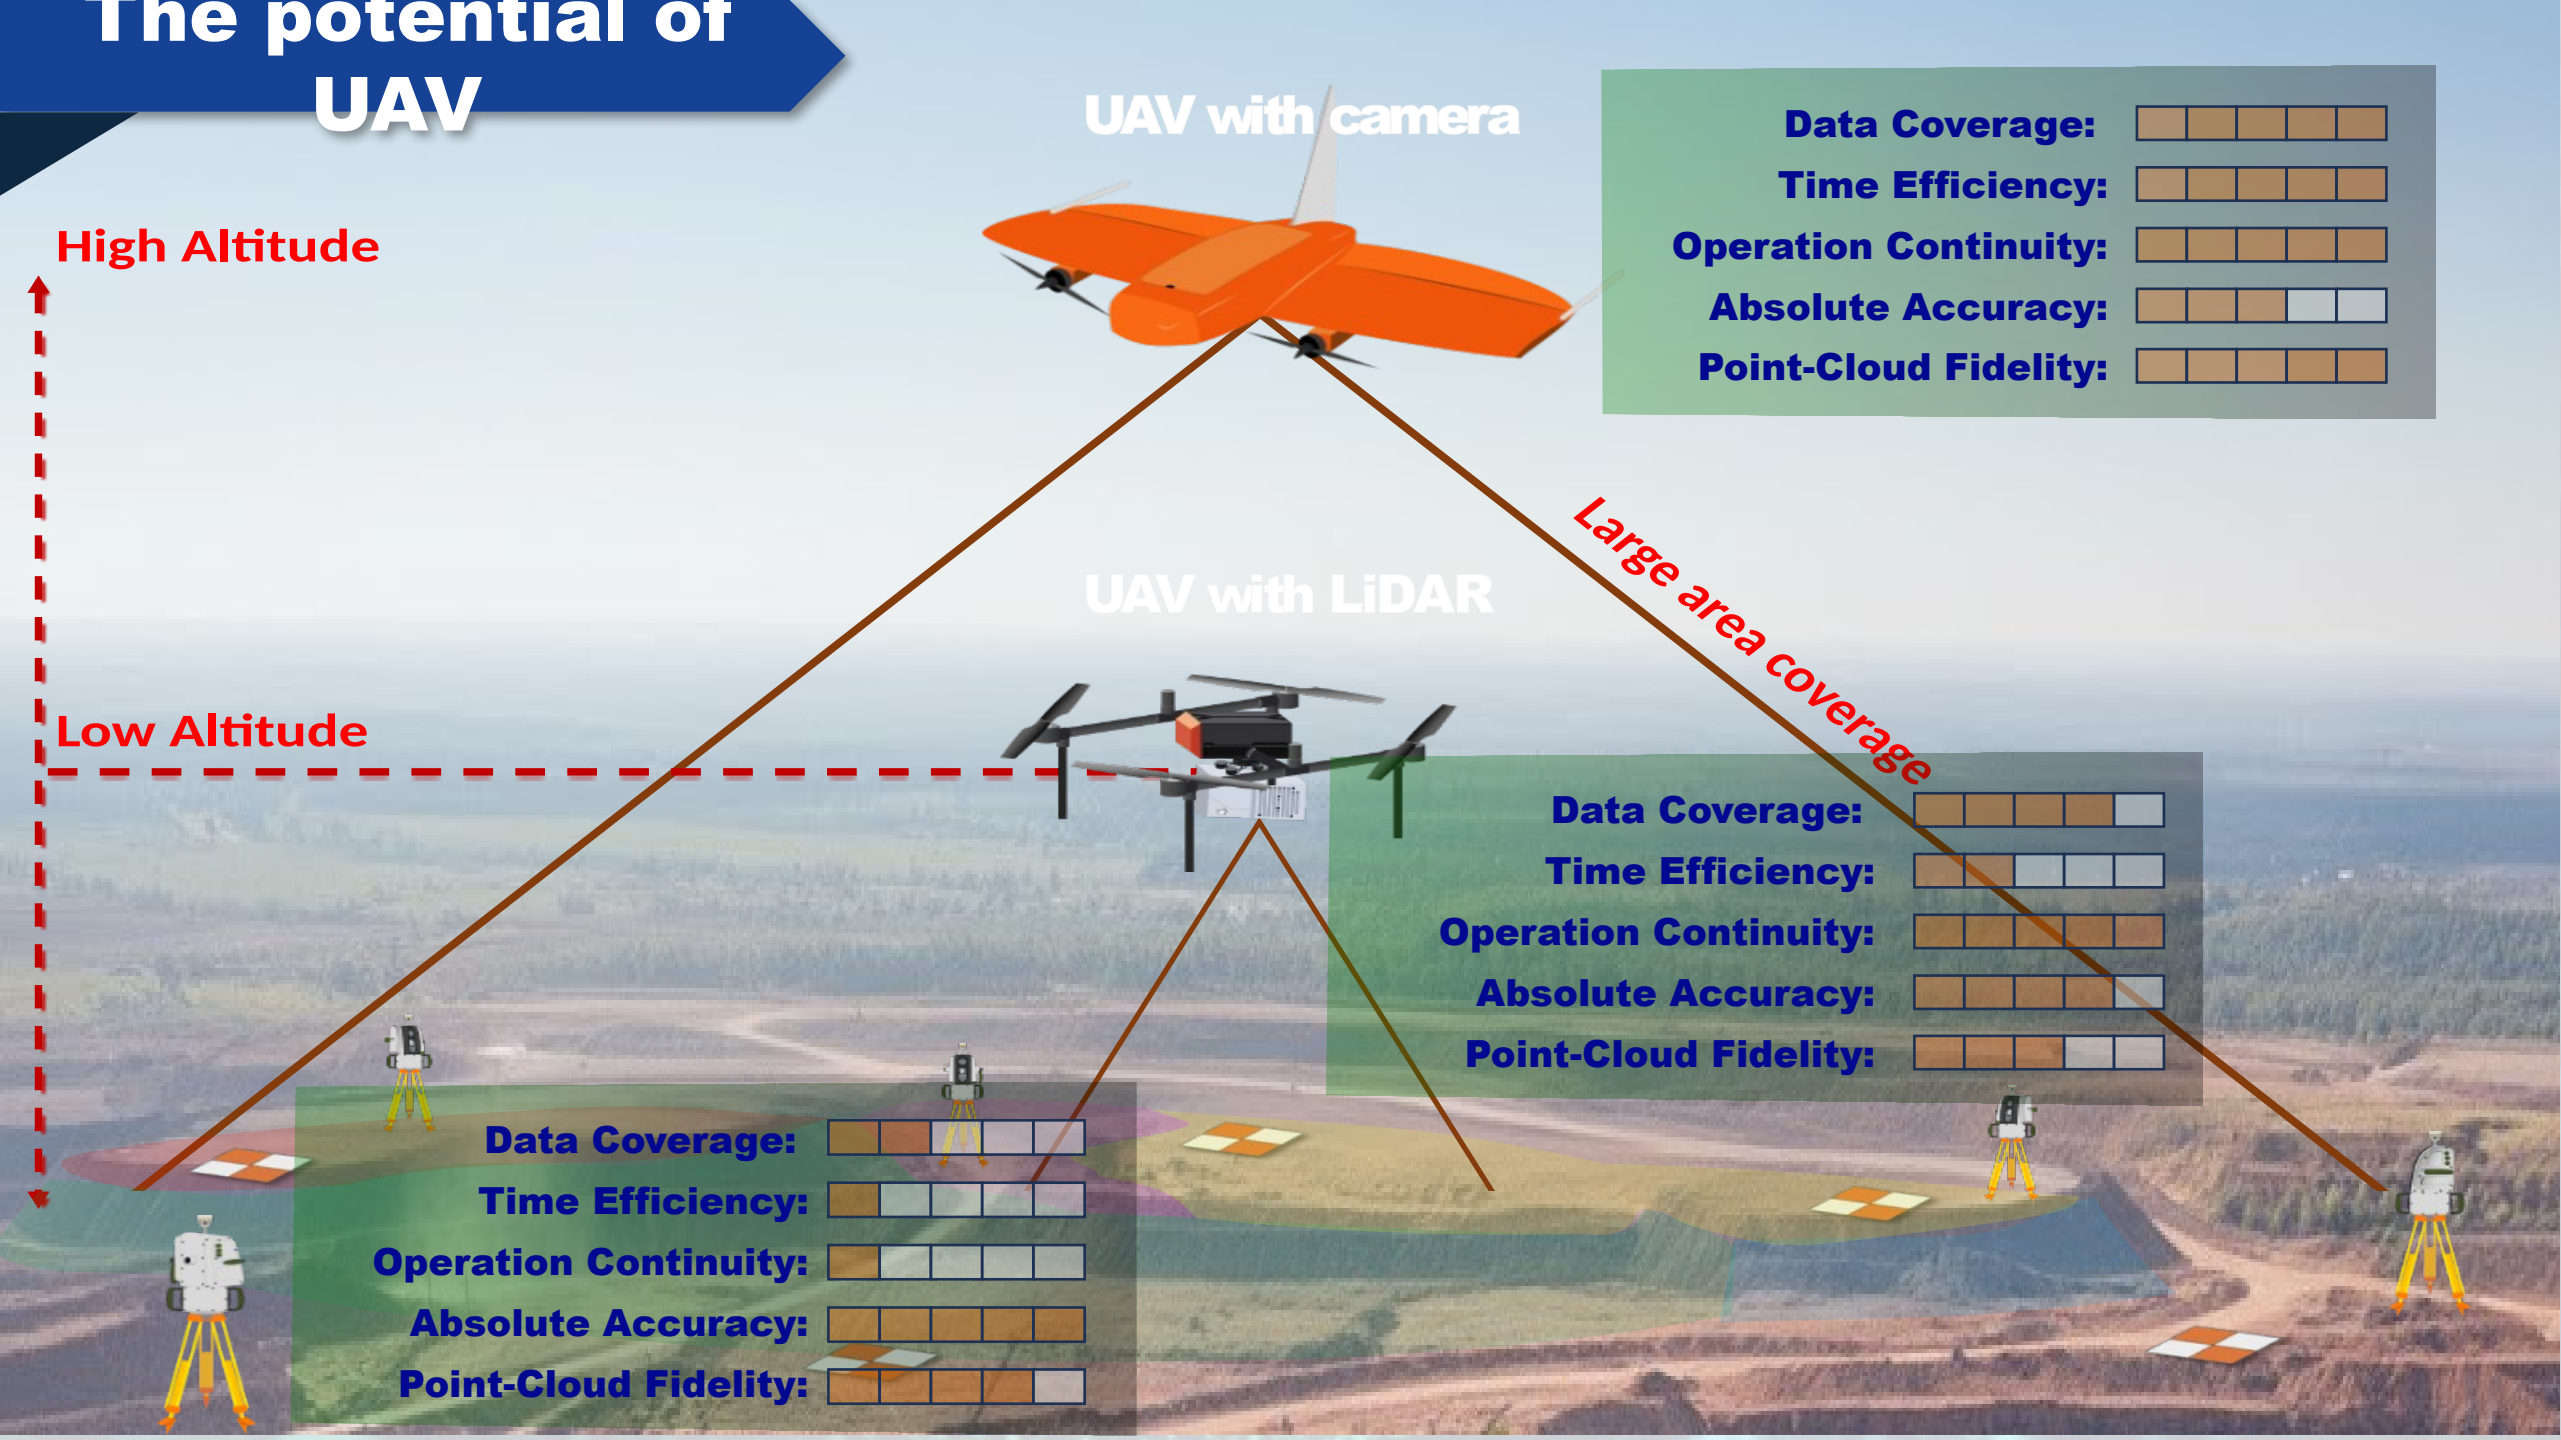 The potential of
UAV
UAV with camera
Data Coverage:
Time Efficiency:
Operation Continuity:
Absolute Accuracy:
Point-Cloud Fidelity:
High Altitude
Large area coverage
UAV with LiDAR
Low Altitude
Data Coverage:
Time Efficiency:
Operation Continuity:
Absolute Accuracy:
Point-Cloud Fidelity:
Data Coverage:
Time Efficiency:
Operation Continuity:
Absolute Accuracy:
Point-Cloud Fidelity: